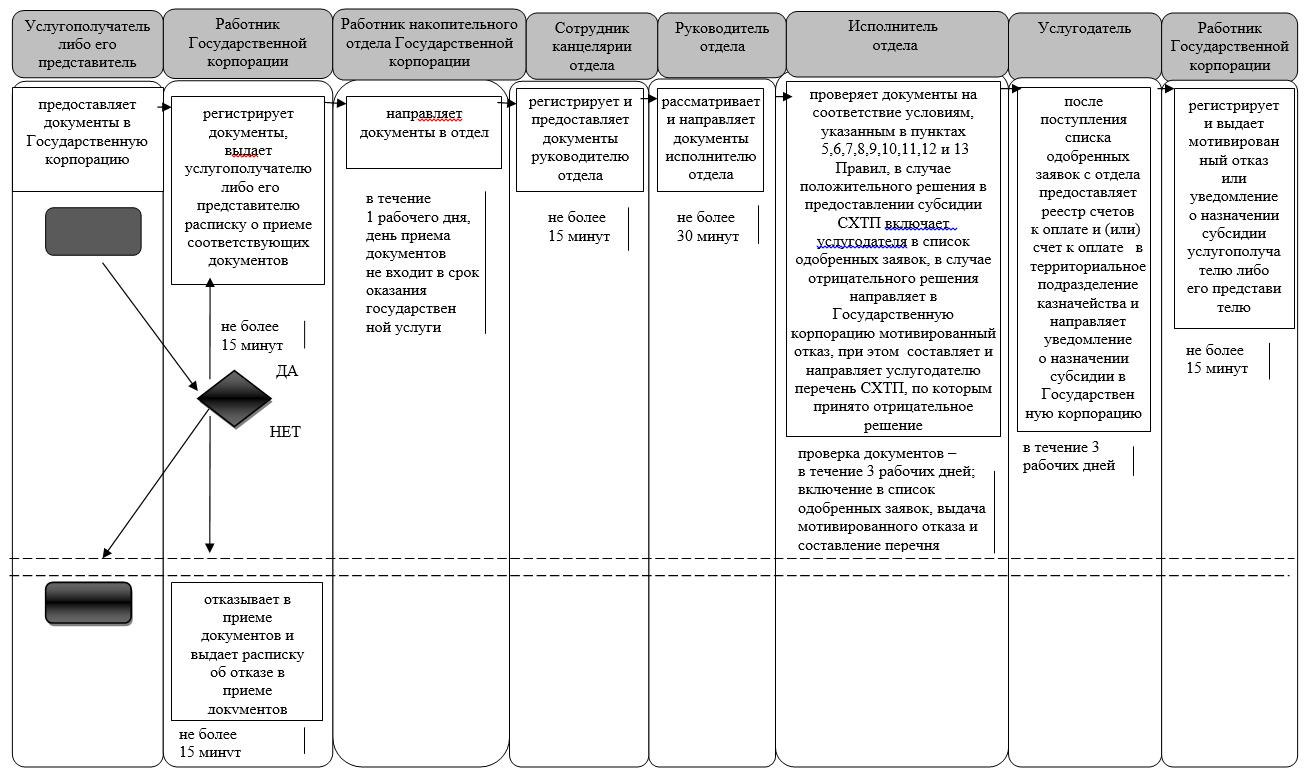 Услугополучатель
либо его
представитель
Работник
Государственной
корпорации
Работник накопительного
отдела Государственной
корпорации
Сотрудник
канцелярии
отдела
Руководитель
отдела
Исполнитель
отдела
Услугодатель
Работник
Государственной
корпорации
предоставляет
документы в
Государственную
корпорацию
регистрирует
документы,
выдает
услугополучателю
либо его
представителю
расписку о приеме
соответствующих
документов
не более
15 минут
ДА
НЕТ
отказывает в
приеме
документов и
выдает расписку
об отказе в
приеме
документов
не более
15 минут
направляет
документы в отдел
в течение
1 рабочего дня,
день приема
документов
не входит в срок
оказания
государствен
ной услуги
регистрирует и
предоставляет
документы
руководителю
отдела
не более
15 минут
рассматривает
и направляет
документы
исполнителю
отдела
не более
30 минут
проверяет документы на
соответствие условиям,
указанным в пунктах
5,6,7,8,9,10,11,12 и 13
Правил, в случае
положительного решения в
предоставлении субсидии
СХТП включает
услугодателя в список
одобренных заявок, в случае
отрицательного решения
направляет в
Государственную
корпорацию мотивированный
отказ, при этом составляет и
направляет услугодателю
перечень СХТП, по которым
принято отрицательное
решение
проверка документов –
в течение 3 рабочих дней;
включение в список
одобренных заявок, выдача
мотивированного отказа и
составление перечня
после
поступления
списка
одобренных
заявок с отдела
предоставляет
реестр счетов
к оплате и (или)
счет к оплате в
территориальное
подразделение
казначейства и
направляет
уведомление
о назначении
субсидии в
Государствен
ную корпорацию
в течение 3
рабочих дней
регистрирует
и выдает
мотивирован
ный отказ
или
уведомление
о назначении
субсидии
услугополуча
телю либо
его представи
телю
не более
15 минут